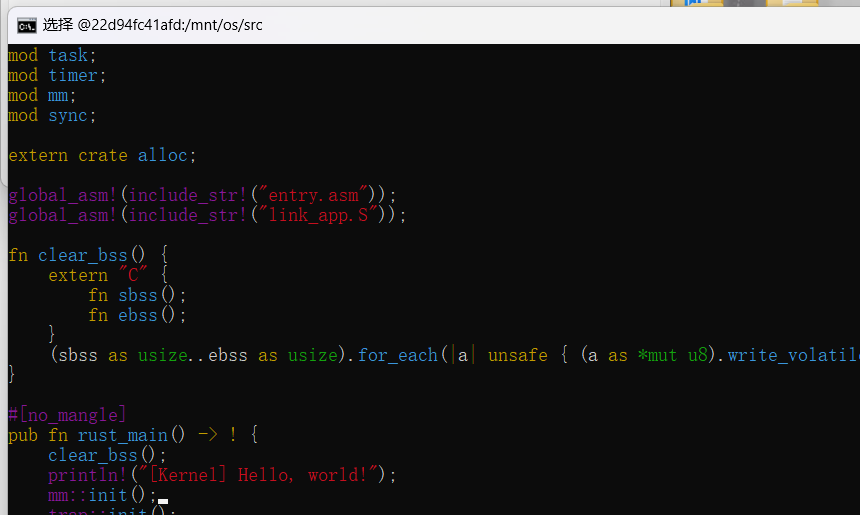 选择 @22d94fc41afd:/mnt/os/src
mod task;
mod timer;
mod mm;
mod sync;
extern crate alloc;
global_asm!(include_str!("entry.asm"));
global_asm!(include_str!("link_app.S"));
fn clear_bss() {
    extern "C" {
        fn sbss();
        fn ebss();
    }
    (sbss as usize..ebss as usize).for_each(|a| unsafe { (a as *mut u8).write_volatile
}
#[no_mangle]
pub fn rust_main() -> ! {
    clear_bss();
    println!("[Kernel] Hello, world!");
    mm::init();
    trap::init();